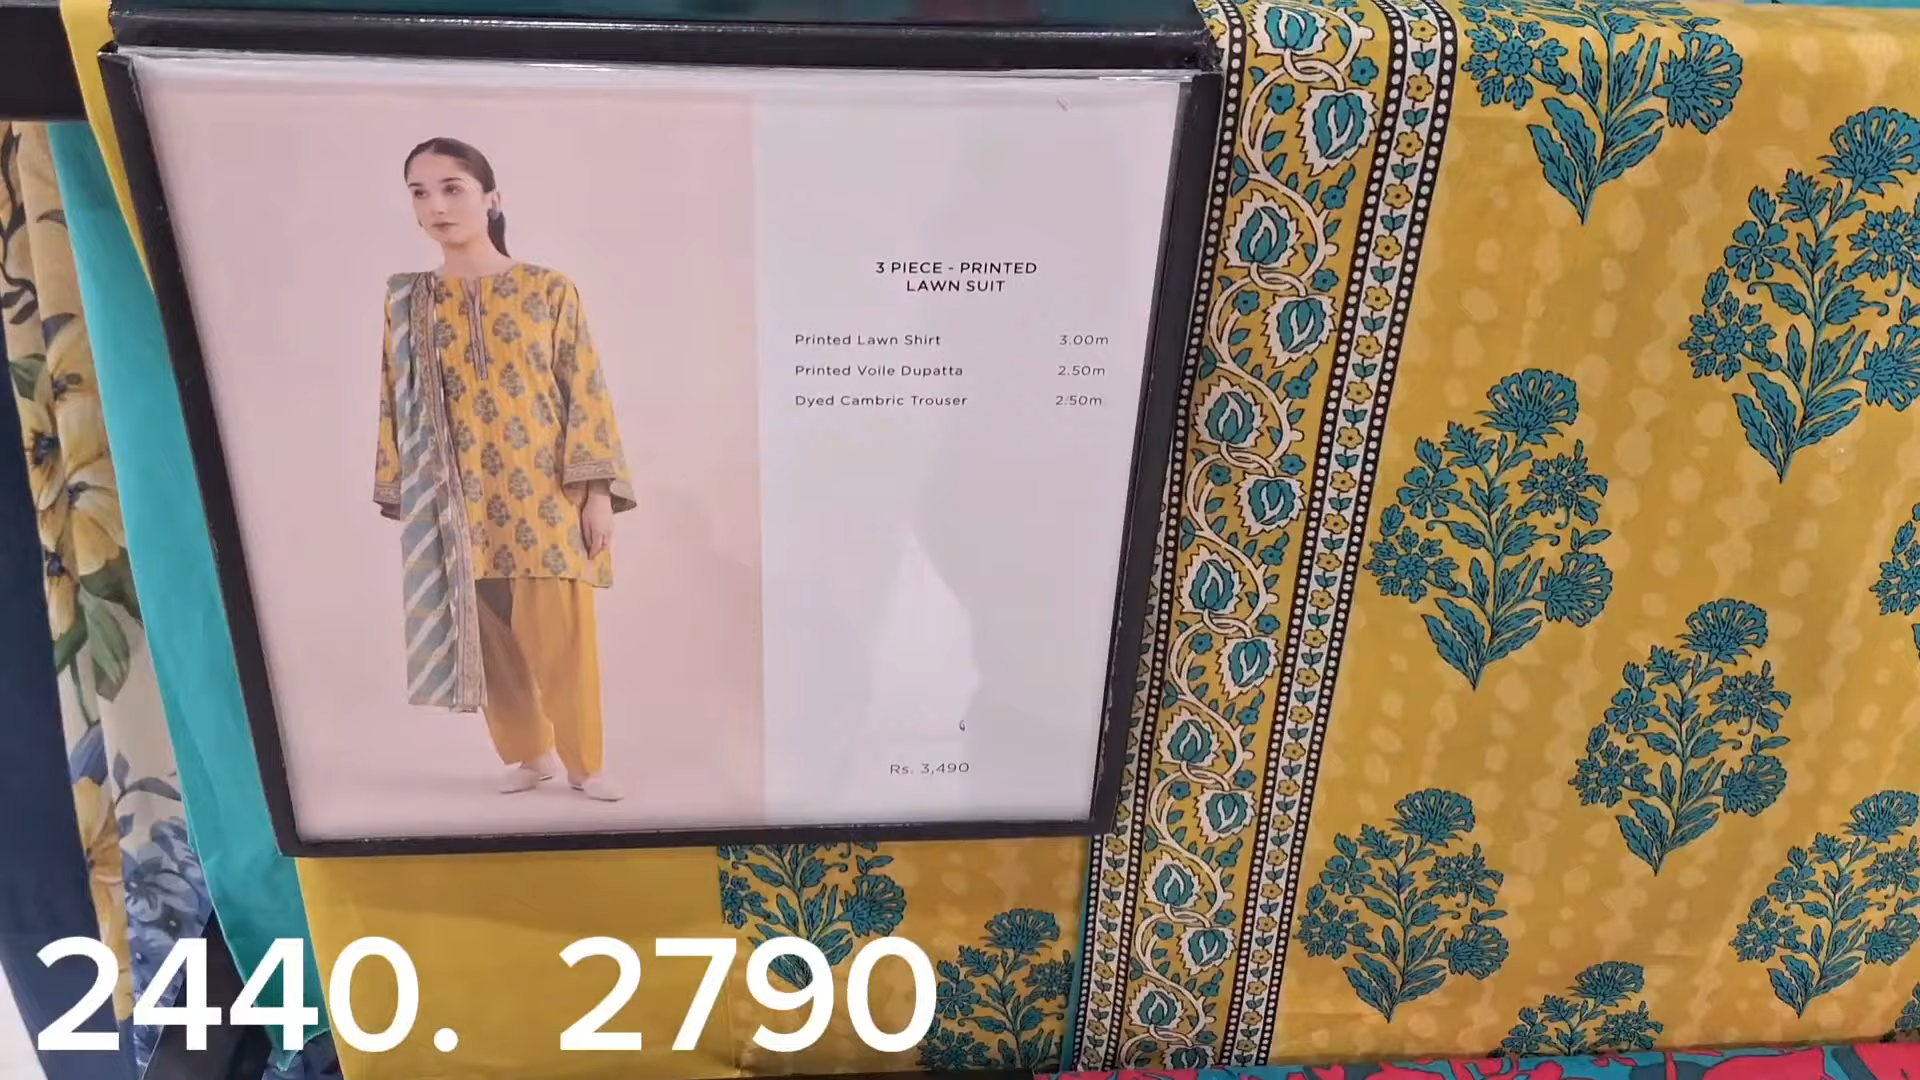 3 PIECE - PRINTED
LAWN SUIT
Printed Lawn Shirt 3.00m
Printed Voile Dupatta 2.50m
Dyed Cambric Trouser 2.50m
Rs. 3,490
2440. 2790